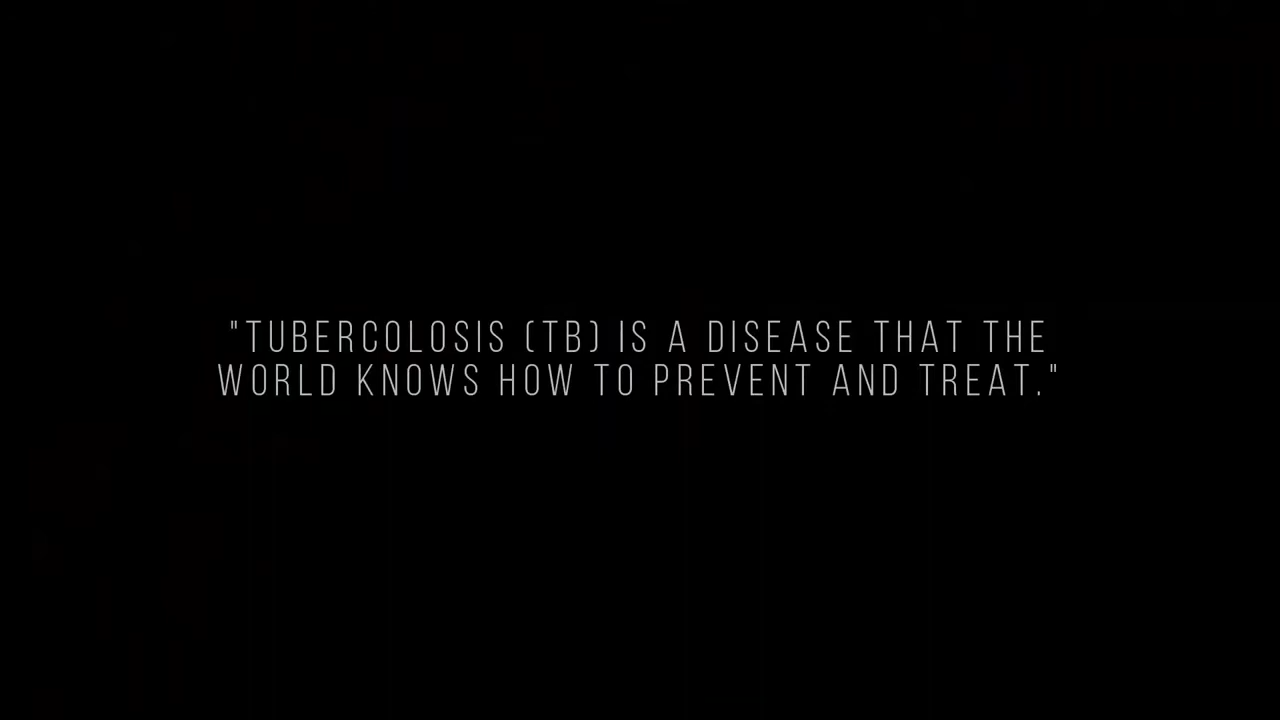 "TUBERCOLOSIS (TB) IS A DISEASE THAT THE
WORLD KNOWS HOW TO PREVENT AND TREAT."